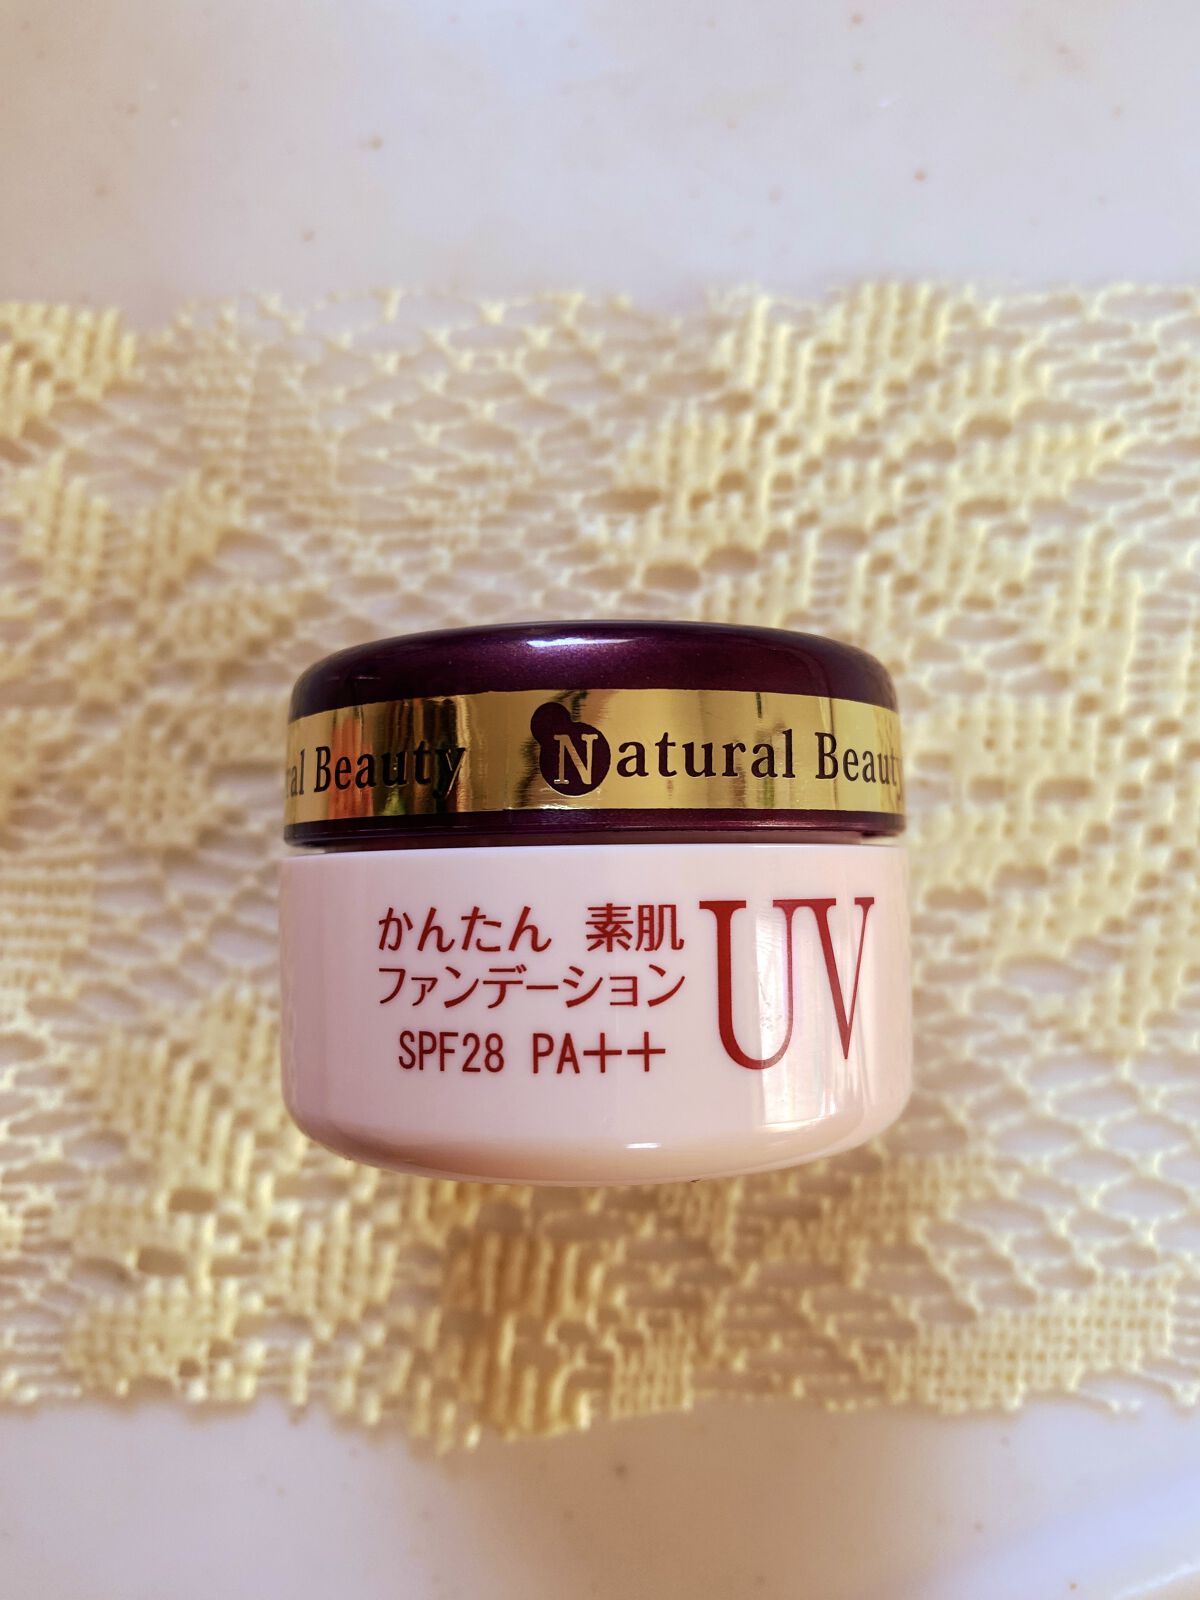 al Beauty Natural Beauty
かんたん 素肌
ファンデーション
SPF28 PA++
UV